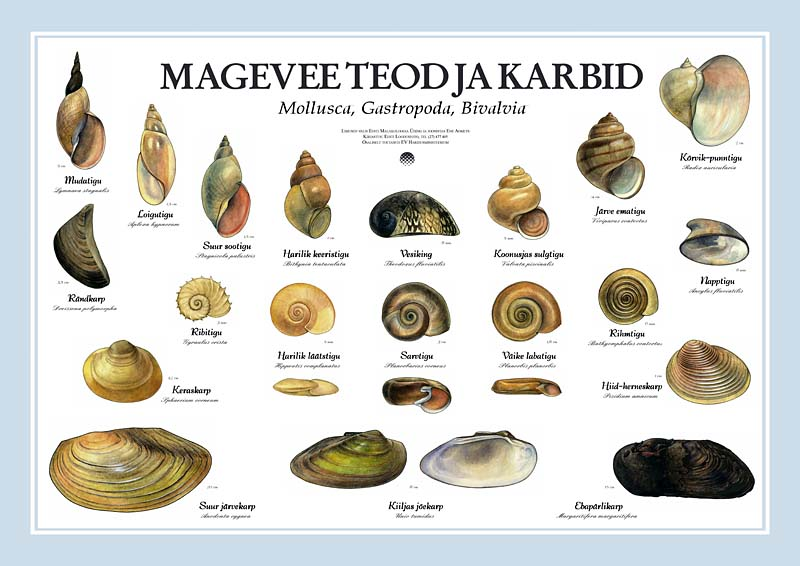 MAGEVEE TEOD JA KARBID
Mollusca, Gastropoda, Bivalvia
Mudatigu
Lymnaea stagnalis
Loigutigu
Aplexa hypnorum
Suur sootigu
Stagnicola palustris
Harilik keeristigu
Bithynia tentaculata
Vesiking
Theodoxus fluviatilis
Koonusjas sulgtigu
Valvata piscinalis
Järve ematigu
Viviparus contectus
Kõrvik-punntigu
Radix auricularia
Rändkarp
Dreissena polymorpha
Ribitigu
Gyraulus crista
Harilik läätstigu
Hippeutis complanatus
Sarvtigu
Planorbarius corneus
Väike labatigu
Planorbis planorbis
Rihmtigu
Bathyomphalus contortus
Napptigu
Ancylus fluviatilis
Keraskarp
Sphaerium corneum
Hiid-herneskarp
Pisidium amnicum
Suur järvekarp
Anodonta cygnea
Kiiljas jõekarp
Unio tumidus
Ebapärlikarp
Margaritifera margaritifera